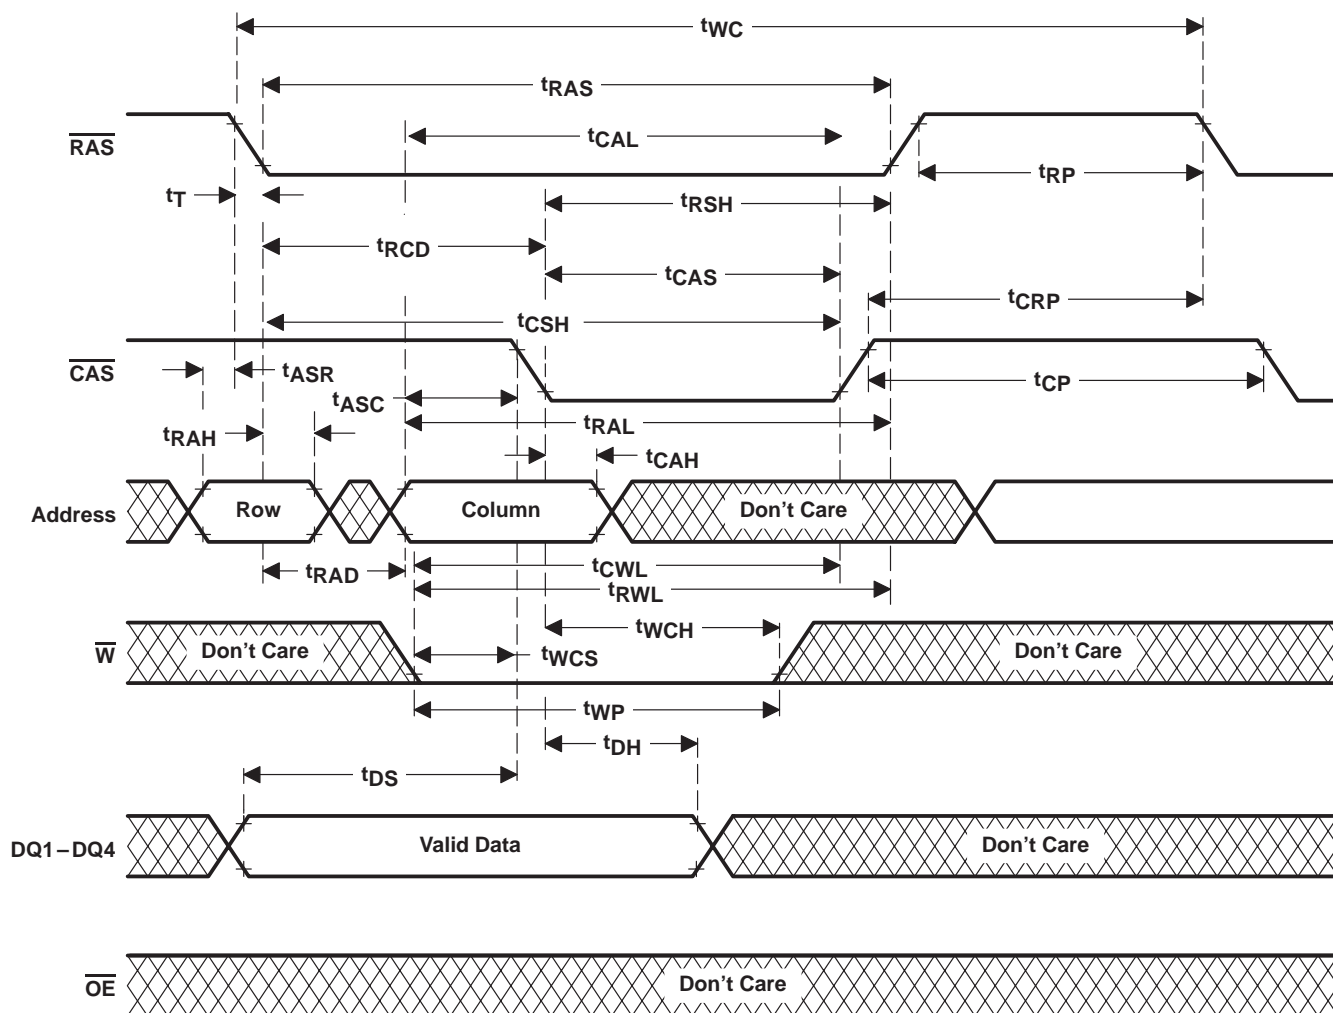 tWC
tRAS
RAS
tCAL
tRP
tT
tRSH
tRCD
tCAS
tCRP
tCSH
CAS
tASR
tCP
tASC
tRAL
tRAH
tCAH
Address
Row
Column
Don't Care
tRAD
tCWL
tRWL
W
Don't Care
tWCH
Don't Care
tWCS
tWP
tDH
tDS
DQ1–DQ4
Valid Data
Don't Care
OE
Don't Care